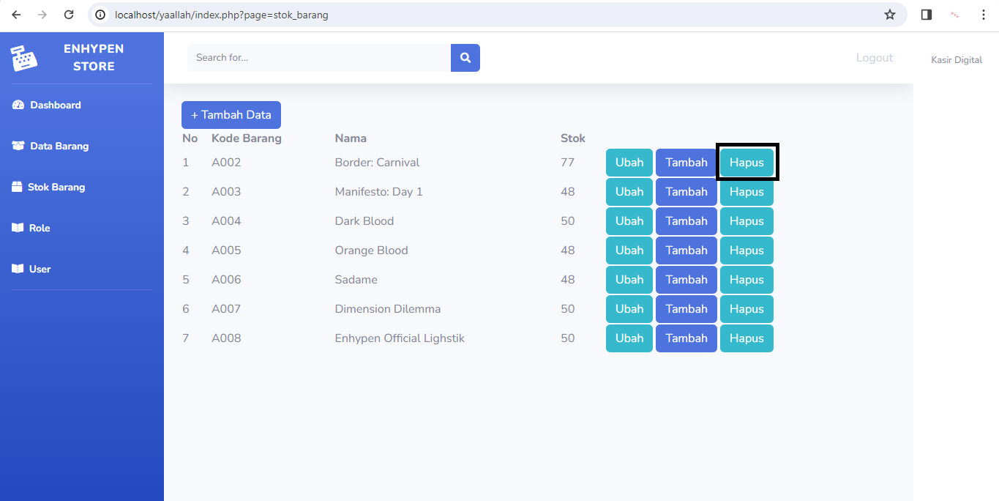 localhost/yaallah/index.php?page=stok_barang
ENHYPEN
STORE
Search for...
Logout
Kasir Digital
Dashboard
Data Barang
Stok Barang
Role
User
+ Tambah Data
No Kode Barang Nama Stok
1 A002 Border: Carnival 77 Ubah Tambah Hapus
2 A003 Manifesto: Day 1 48 Ubah Tambah Hapus
3 A004 Dark Blood 50 Ubah Tambah Hapus
4 A005 Orange Blood 48 Ubah Tambah Hapus
5 A006 Sadame 48 Ubah Tambah Hapus
6 A007 Dimension Dilemma 50 Ubah Tambah Hapus
7 A008 Enhypen Official Lighstik 50 Ubah Tambah Hapus